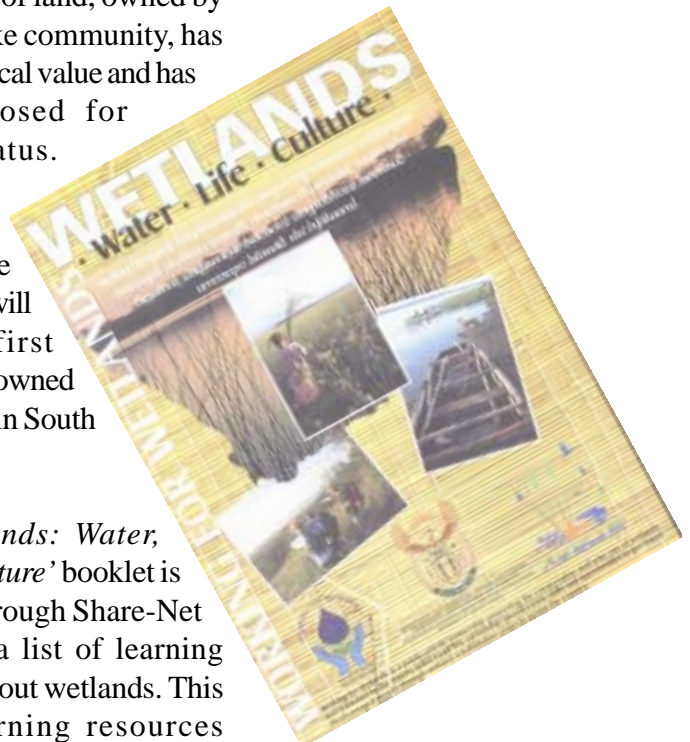 of land, owned by
ke community, has
cal value and has
osed for
atus.
e
will
first
owned
in South
nds: Water,
ture' booklet is
rough Share-Net
a list of learning
out wetlands. This
rning resources
WETLANDS
· Water · Life · Culture ·
WORKING FOR WETLANDS